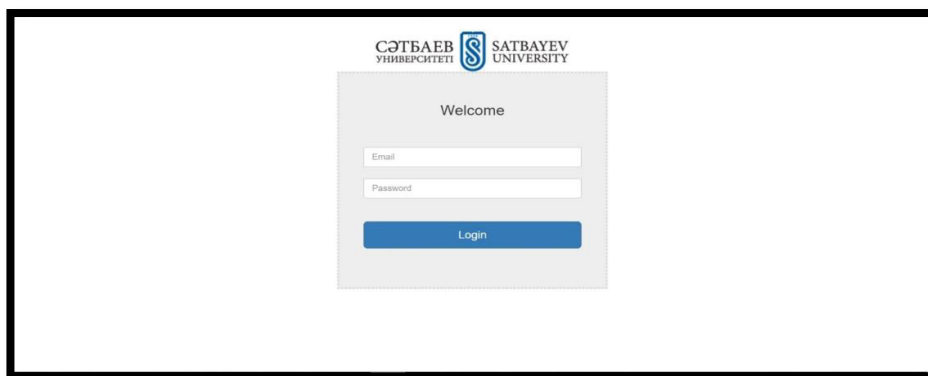 СӘТБАЕВ
УНИВЕРСИТЕТІ
SATBAYEV
UNIVERSITY
Welcome
Email
Password
Login